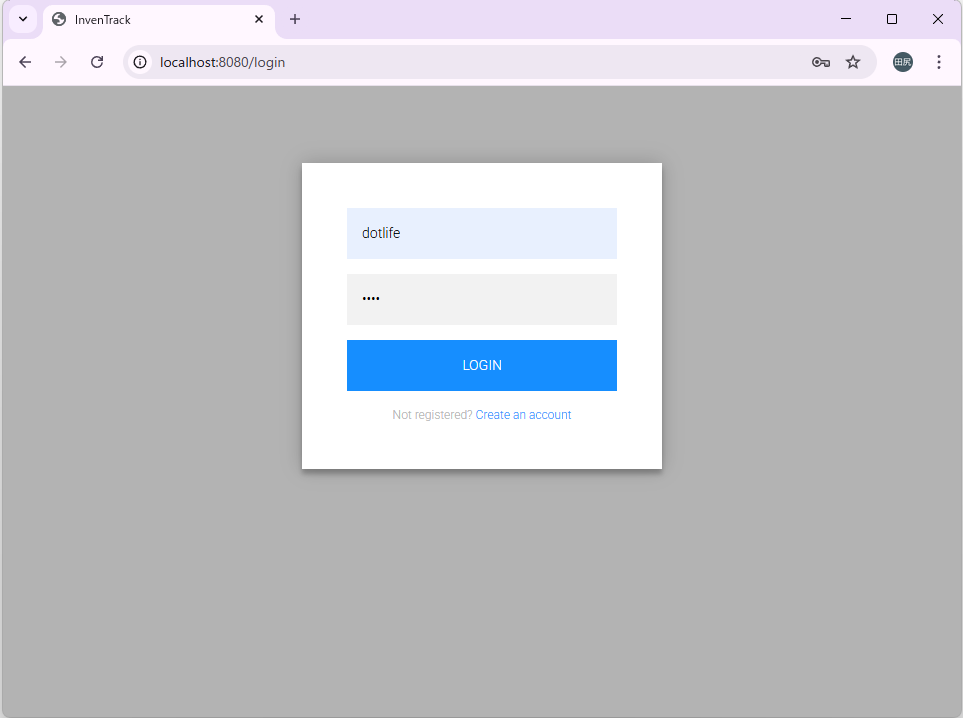 InvenTrack
localhost:8080/login
田尻
dotlife
••••
LOGIN
Not registered? Create an account